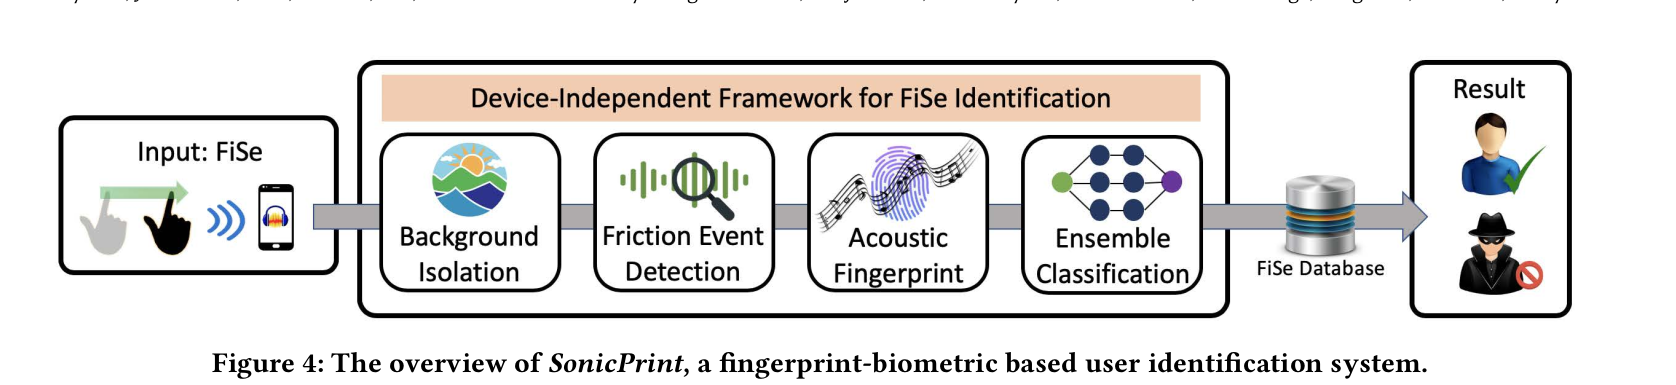 Device-Independent Framework for FiSe Identification
Input: FiSe
Background
Isolation
Friction Event
Detection
Acoustic
Fingerprint
Ensemble
Classification
FiSe Database
Result
Figure 4: The overview of SonicPrint, a fingerprint-biometric based user identification system.